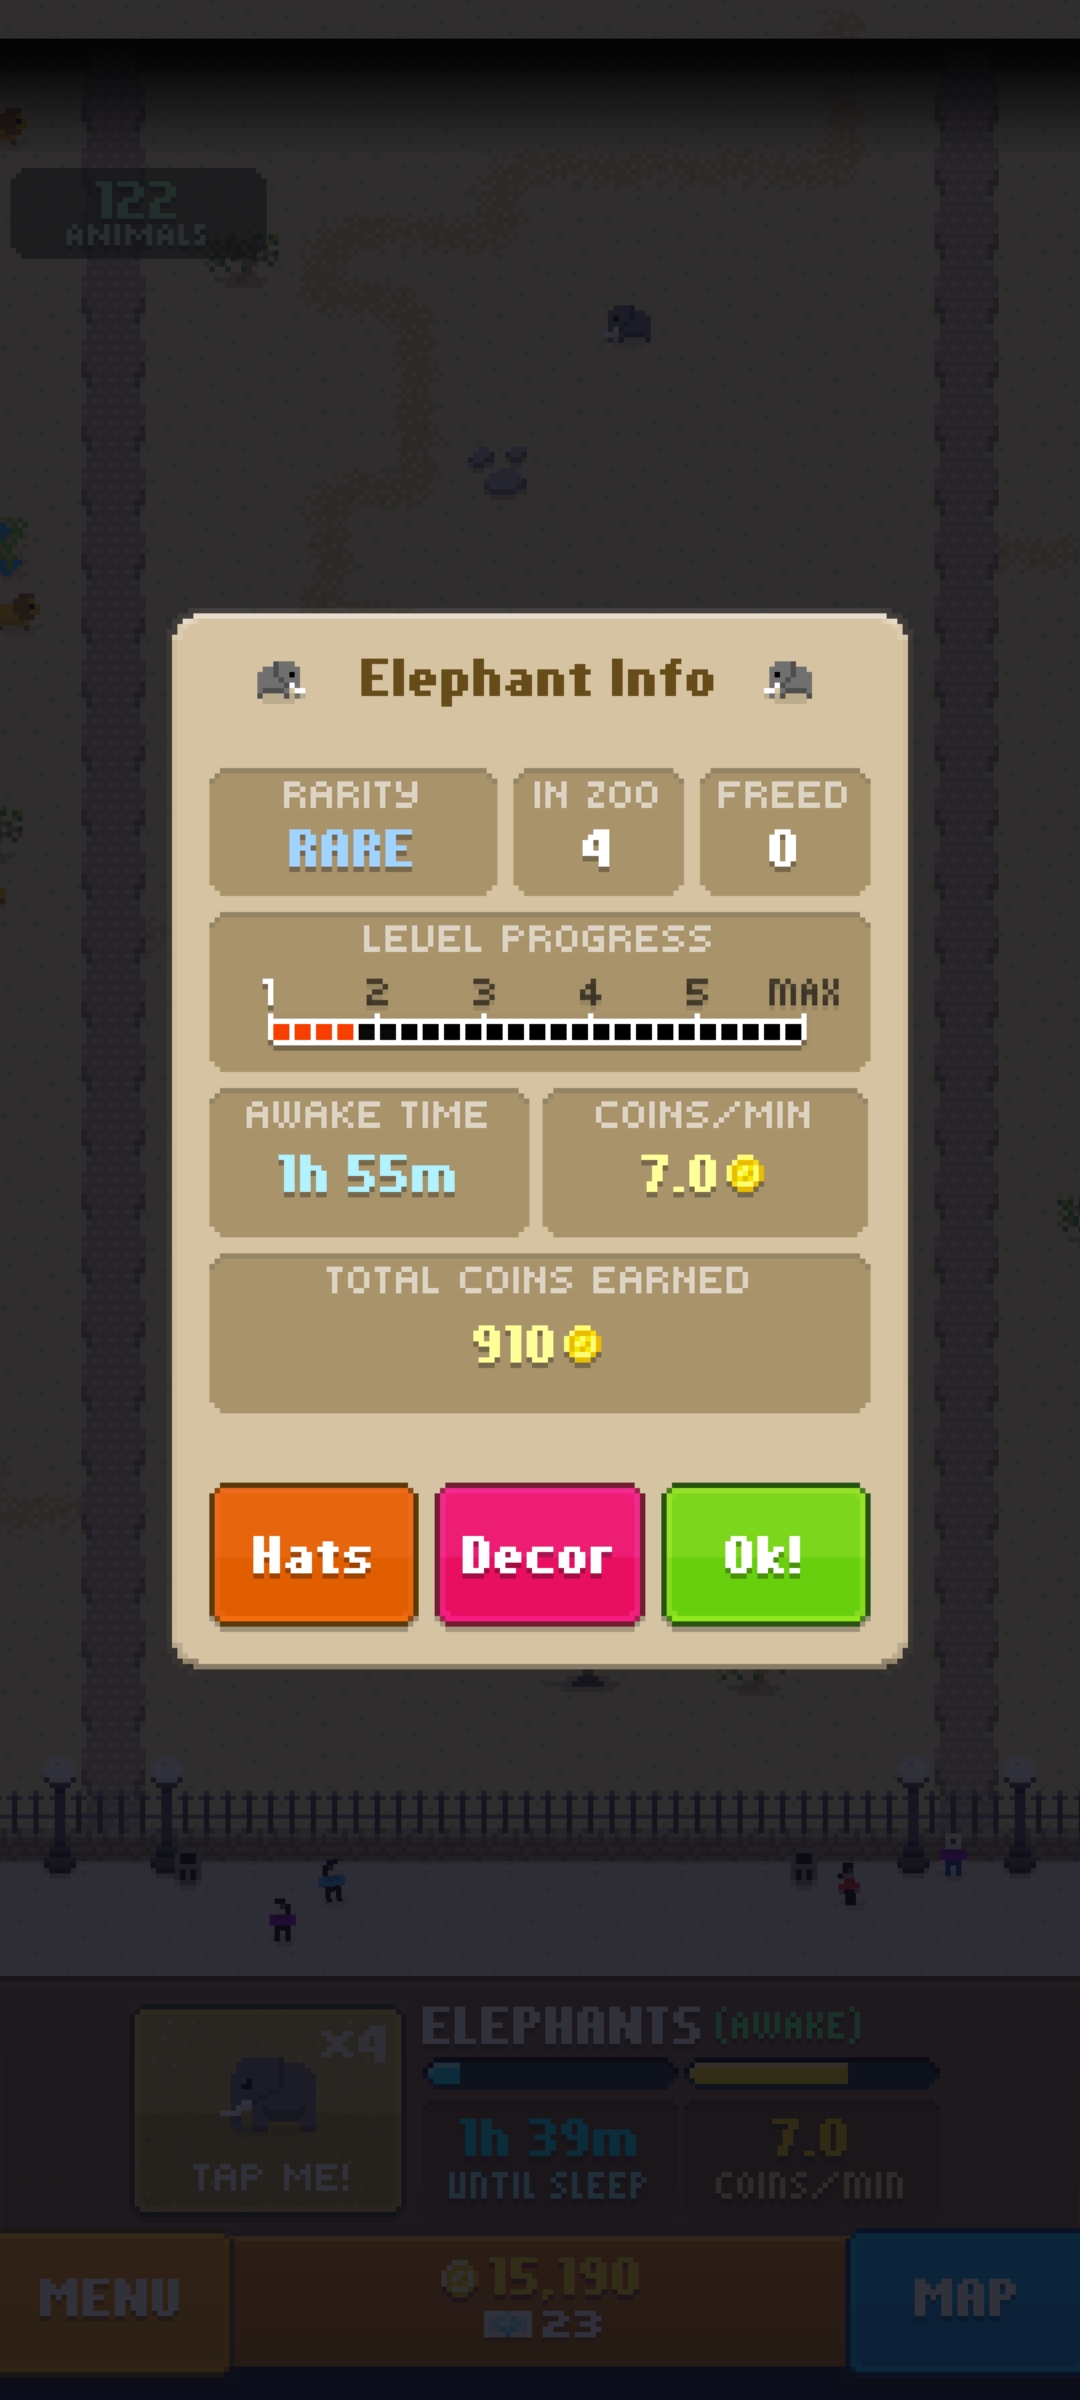 122
ANIMALS
Elephant Info
RARITY
RARE
IN ZOO
4
FREED
0
LEVEL PROGRESS
1 2 3 4 5 MAX
AWAKE TIME
1h 55m
COINS/MIN
7.0
TOTAL COINS EARNED
910
Hats
Decor
Ok!
x4
TAP ME!
ELEPHANTS (AWAKE)
1h 39m
UNTIL SLEEP
7.0
COINS/MIN
MENU
15,190
23
MAP